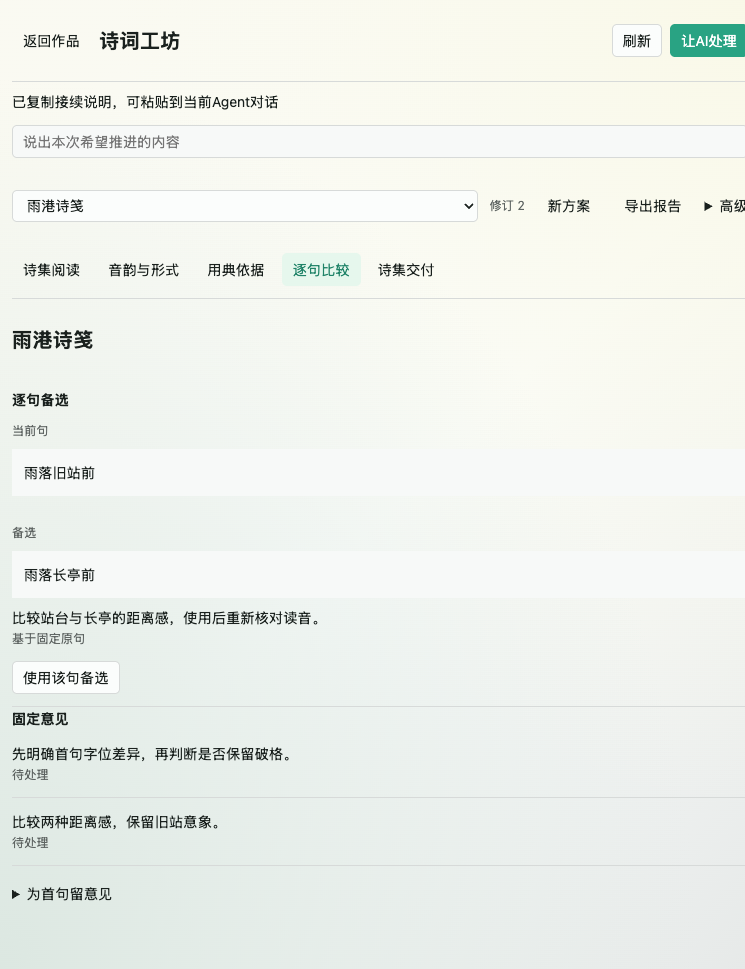 返回作品 诗词工坊 刷新 让AI处理
已复制接续说明，可粘贴到当前Agent对话
说出本次希望推进的内容
雨港诗笺 修订 2 新方案 导出报告 ▶ 高级
诗集阅读 音韵与形式 用典依据 逐句比较 诗集交付
雨港诗笺
逐句备选
当前句
雨落旧站前
备选
雨落长亭前
比较站台与长亭的距离感，使用后重新核对读音。
基于固定原句
使用该句备选
固定意见
先明确首句字位差异，再判断是否保留破格。
待处理
比较两种距离感，保留旧站意象。
待处理
▶ 为首句留意见